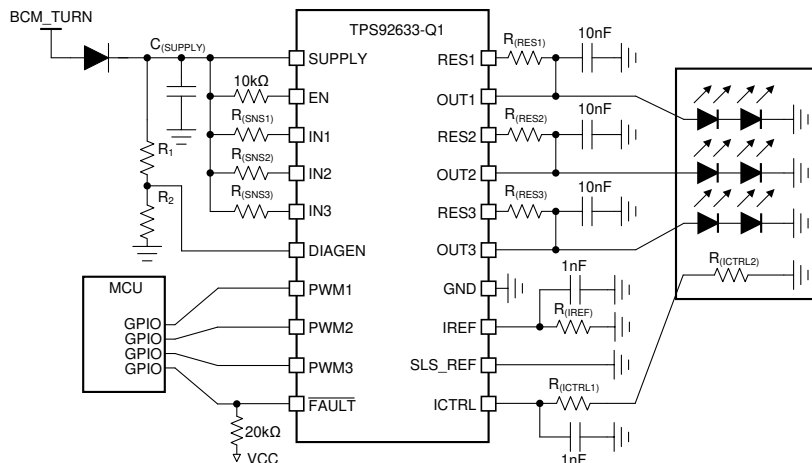 BCM_TURN
TPS92633-Q1
C(SUPPLY)
SUPPLY
10kΩ
EN
R(SNS1)
IN1
R(SNS2)
IN2
R(SNS3)
IN3
R1
R2
DIAGEN
MCU
GPIO
GPIO
GPIO
GPIO
PWM1
PWM2
PWM3
FAULT
20kΩ
VCC
RES1
R(RES1)
10nF
OUT1
RES2
R(RES2)
10nF
OUT2
RES3
R(RES3)
10nF
OUT3
GND
1nF
IREF
R(IREF)
SLS_REF
ICTRL
R(ICTRL1)
1nF
R(ICTRL2)